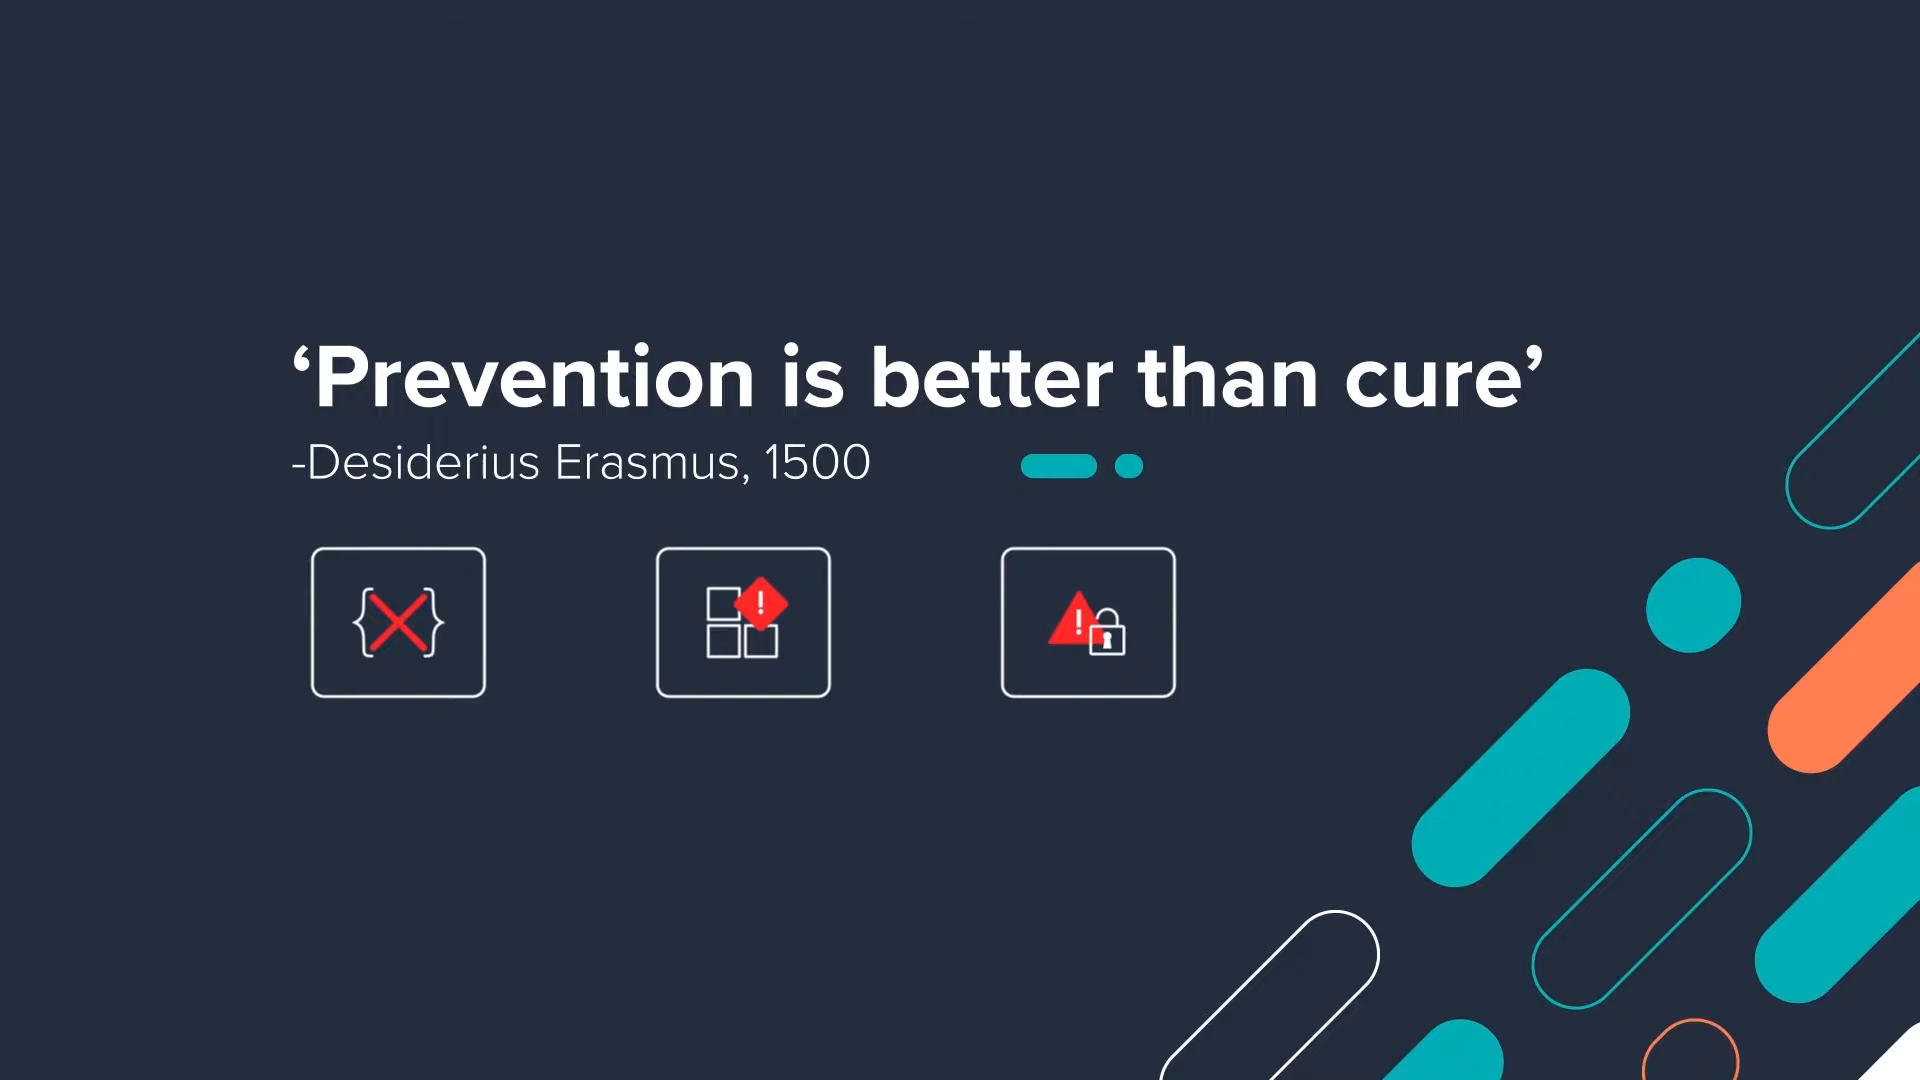 ‘Prevention is better than cure’
-Desiderius Erasmus, 1500